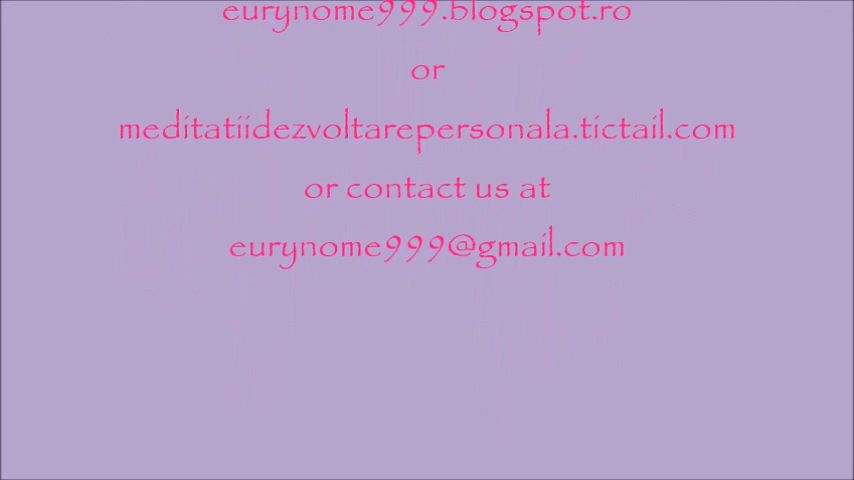 eurynome999.blogspot.ro
or
meditatiidezvoltarepersonala.tictail.com
or contact us at
eurynome999@gmail.com